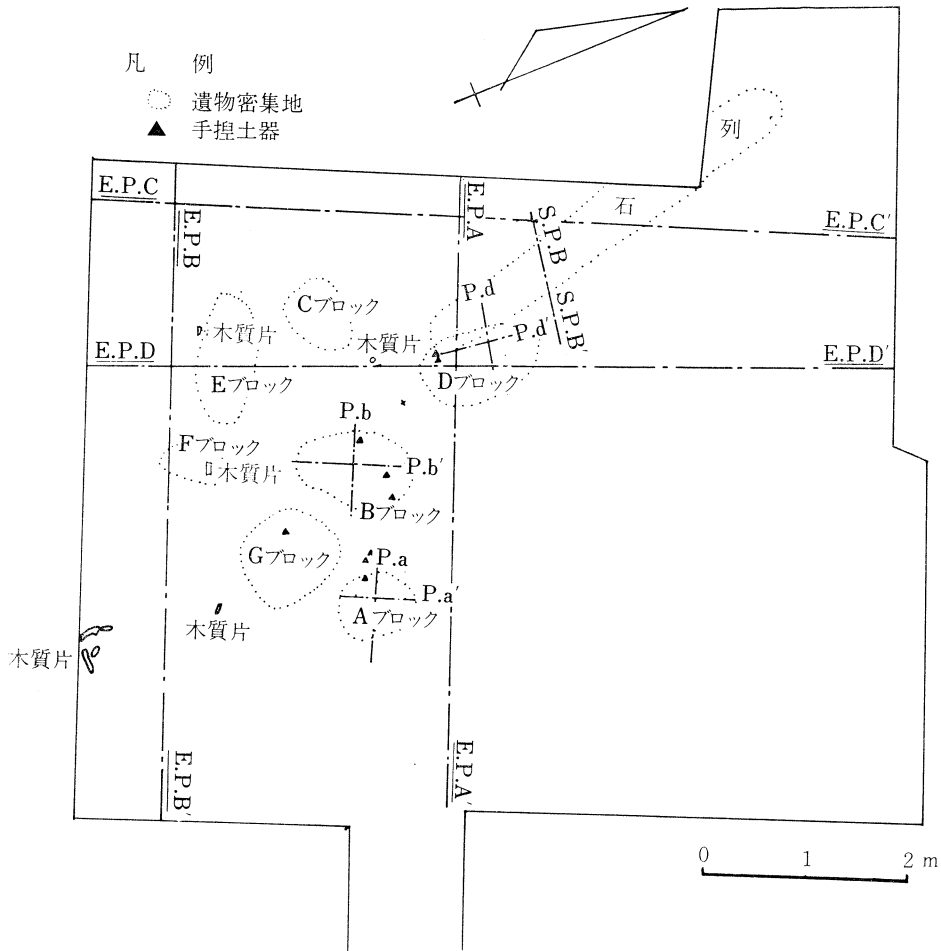 凡 例
遺物密集地
▲ 手捏土器
列
石
E.P.C
E.P.B
E.P.A
S.P.B
E.P.C′
S.P.B′
P.d
Cブロック
木質片
P.d′
木質片
E.P.D
E.P.D′
Eブロック
Dブロック
P.b
Fブロック
木質片
P.b′
Bブロック
Gブロック
P.a
P.a′
Aブロック
木質片
木質片
E.P.B′
E.P.A′
0 1 2 m